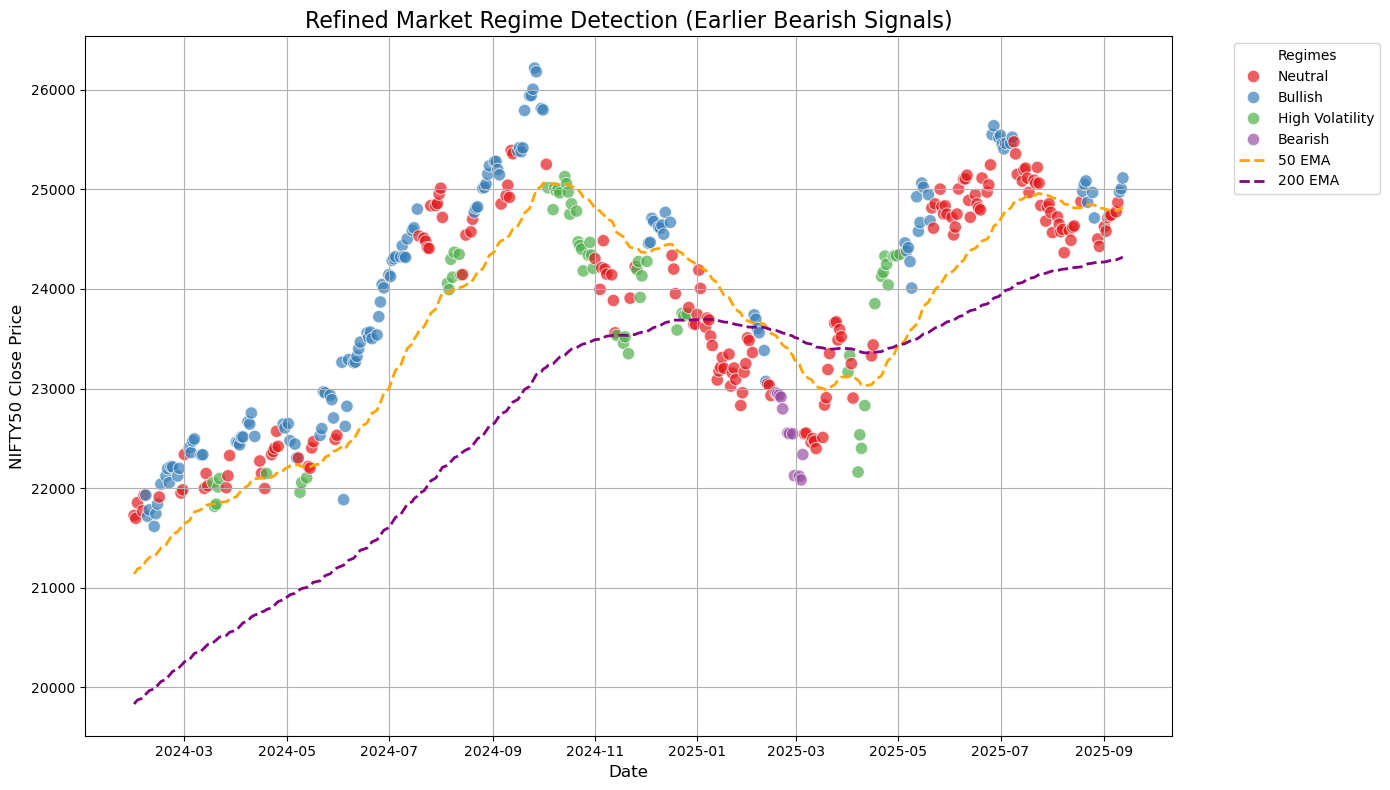 Refined Market Regime Detection (Earlier Bearish Signals)
NIFTY50 Close Price
26000
25000
24000
23000
22000
21000
20000
2024-03
2024-05
2024-07
2024-09
2024-11
2025-01
2025-03
2025-05
2025-07
2025-09
Date
Regimes
Neutral
Bullish
High Volatility
Bearish
50 EMA
200 EMA